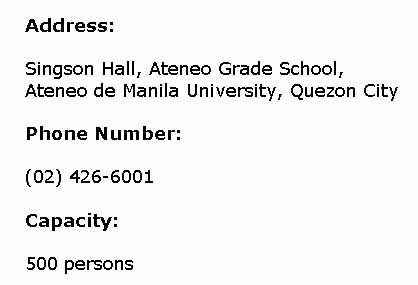 Address:
Singson Hall, Ateneo Grade School,
Ateneo de Manila University, Quezon City
Phone Number:
(02) 426-6001
Capacity:
500 persons